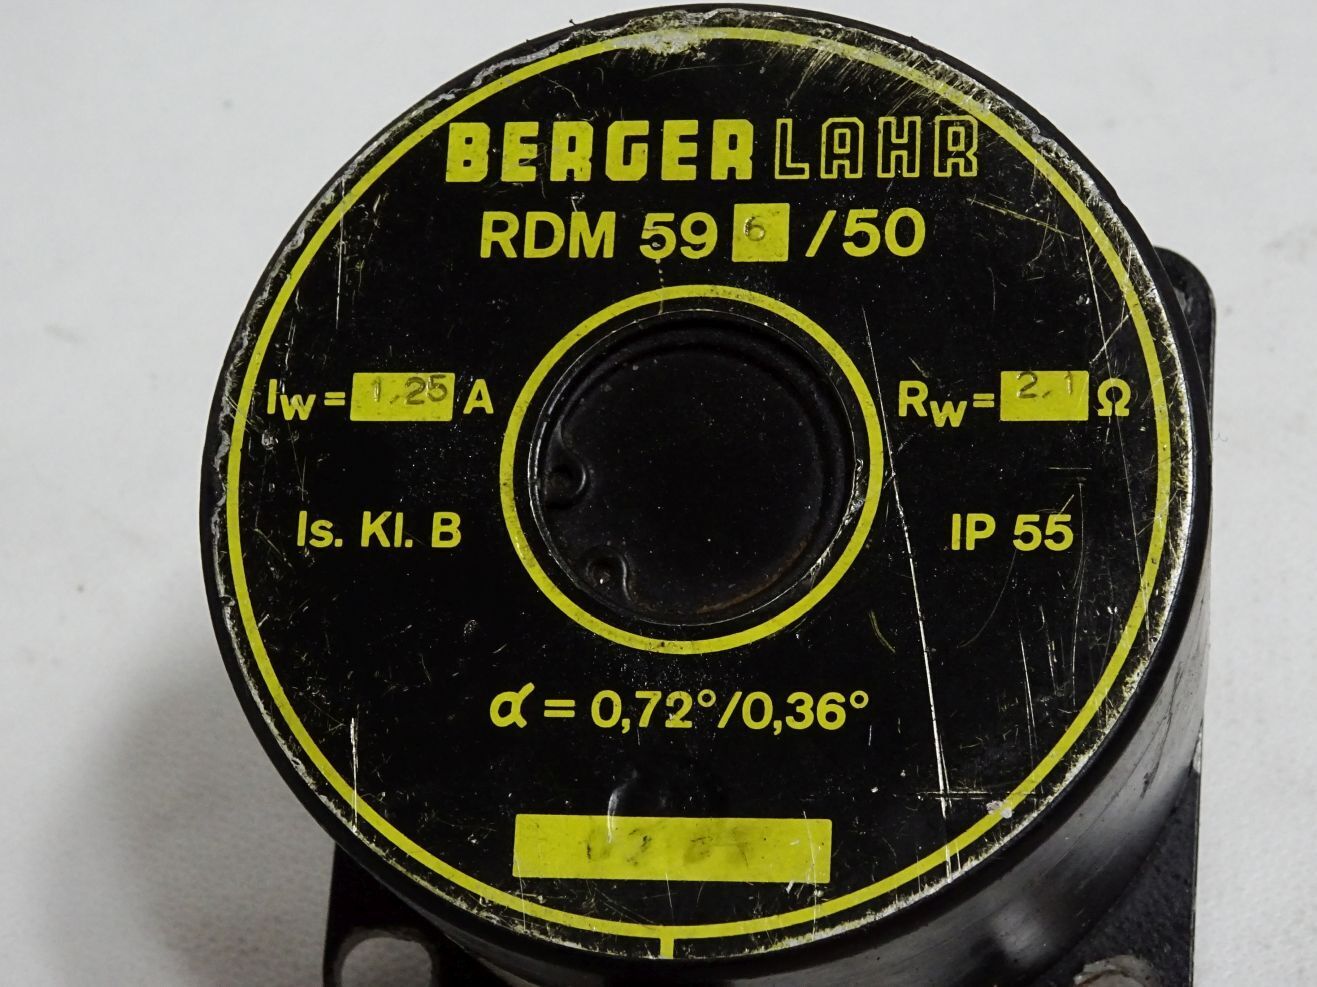 BERGER LAHR
RDM 59 6 /50
Iw = 1,25 A
Rw = 2,1 Ω
Is. Kl. B
IP 55
α = 0,72°/0,36°